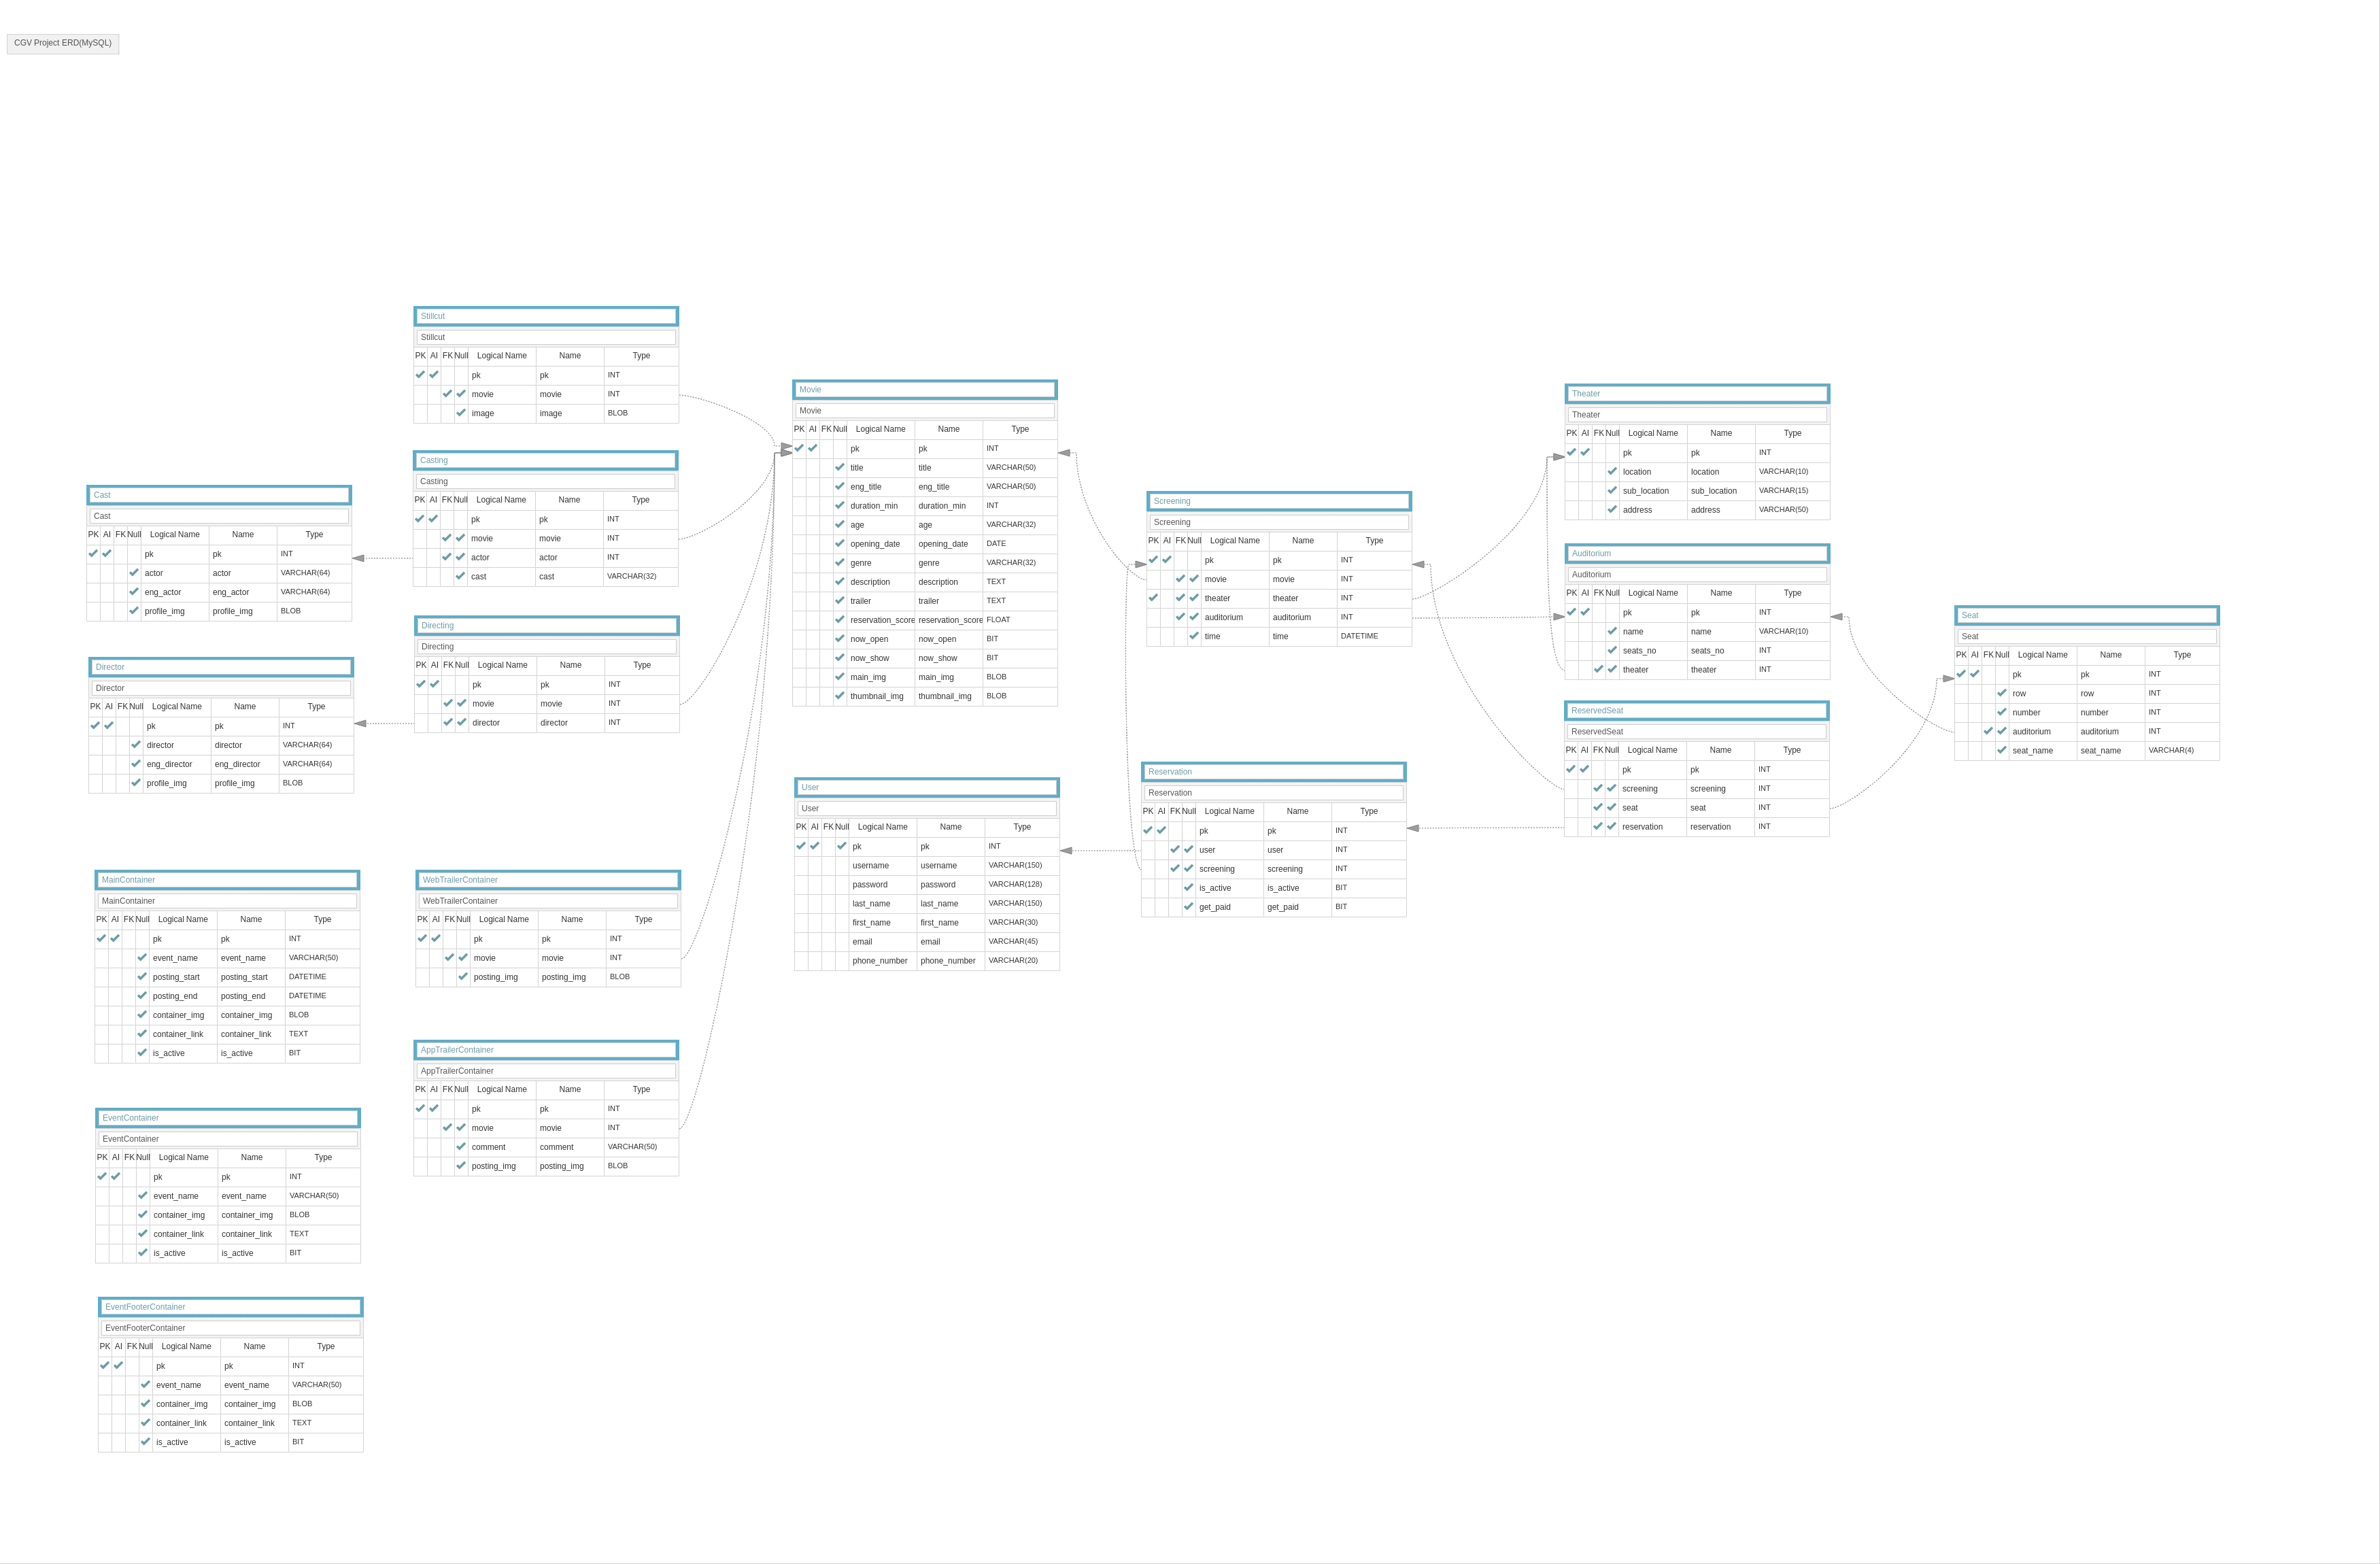 CGV Project ERD(MySQL)
Stillcut
Stillcut
PK AI FK Null Logical Name Name Type
pk pk INT
movie movie INT
image image BLOB
Casting
Casting
PK AI FK Null Logical Name Name Type
pk pk INT
movie movie INT
actor actor INT
cast cast VARCHAR(32)
Cast
Cast
PK AI FK Null Logical Name Name Type
pk pk INT
actor actor VARCHAR(64)
eng_actor eng_actor VARCHAR(64)
profile_img profile_img BLOB
Directing
Directing
PK AI FK Null Logical Name Name Type
pk pk INT
movie movie INT
director director INT
Director
Director
PK AI FK Null Logical Name Name Type
pk pk INT
director director VARCHAR(64)
eng_director eng_director VARCHAR(64)
profile_img profile_img BLOB
MainContainer
MainContainer
PK AI FK Null Logical Name Name Type
pk pk INT
event_name event_name VARCHAR(50)
posting_start posting_start DATETIME
posting_end posting_end DATETIME
container_img container_img BLOB
container_link container_link TEXT
is_active is_active BIT
WebTrailerContainer
WebTrailerContainer
PK AI FK Null Logical Name Name Type
pk pk INT
movie movie INT
posting_img posting_img BLOB
AppTrailerContainer
AppTrailerContainer
PK AI FK Null Logical Name Name Type
pk pk INT
movie movie INT
comment comment VARCHAR(50)
posting_img posting_img BLOB
EventContainer
EventContainer
PK AI FK Null Logical Name Name Type
pk pk INT
event_name event_name VARCHAR(50)
container_img container_img BLOB
container_link container_link TEXT
is_active is_active BIT
EventFooterContainer
EventFooterContainer
PK AI FK Null Logical Name Name Type
pk pk INT
event_name event_name VARCHAR(50)
container_img container_img BLOB
container_link container_link TEXT
is_active is_active BIT
Movie
Movie
PK AI FK Null Logical Name Name Type
pk pk INT
title title VARCHAR(50)
eng_title eng_title VARCHAR(50)
duration_min duration_min INT
age age VARCHAR(32)
opening_date opening_date DATE
genre genre VARCHAR(32)
description description TEXT
trailer trailer TEXT
reservation_score reservation_score FLOAT
now_open now_open BIT
now_show now_show BIT
main_img main_img BLOB
thumbnail_img thumbnail_img BLOB
User
User
PK AI FK Null Logical Name Name Type
pk pk INT
username username VARCHAR(150)
password password VARCHAR(128)
last_name last_name VARCHAR(150)
first_name first_name VARCHAR(30)
email email VARCHAR(45)
phone_number phone_number VARCHAR(20)
Screening
Screening
PK AI FK Null Logical Name Name Type
pk pk INT
movie movie INT
theater theater INT
auditorium auditorium INT
time time DATETIME
Reservation
Reservation
PK AI FK Null Logical Name Name Type
pk pk INT
user user INT
screening screening INT
is_active is_active BIT
get_paid get_paid BIT
Theater
Theater
PK AI FK Null Logical Name Name Type
pk pk INT
location location VARCHAR(10)
sub_location sub_location VARCHAR(15)
address address VARCHAR(50)
Auditorium
Auditorium
PK AI FK Null Logical Name Name Type
pk pk INT
name name VARCHAR(10)
seats_no seats_no INT
theater theater INT
ReservedSeat
ReservedSeat
PK AI FK Null Logical Name Name Type
pk pk INT
screening screening INT
seat seat INT
reservation reservation INT
Seat
Seat
PK AI FK Null Logical Name Name Type
pk pk INT
row row INT
number number INT
auditorium auditorium INT
seat_name seat_name VARCHAR(4)